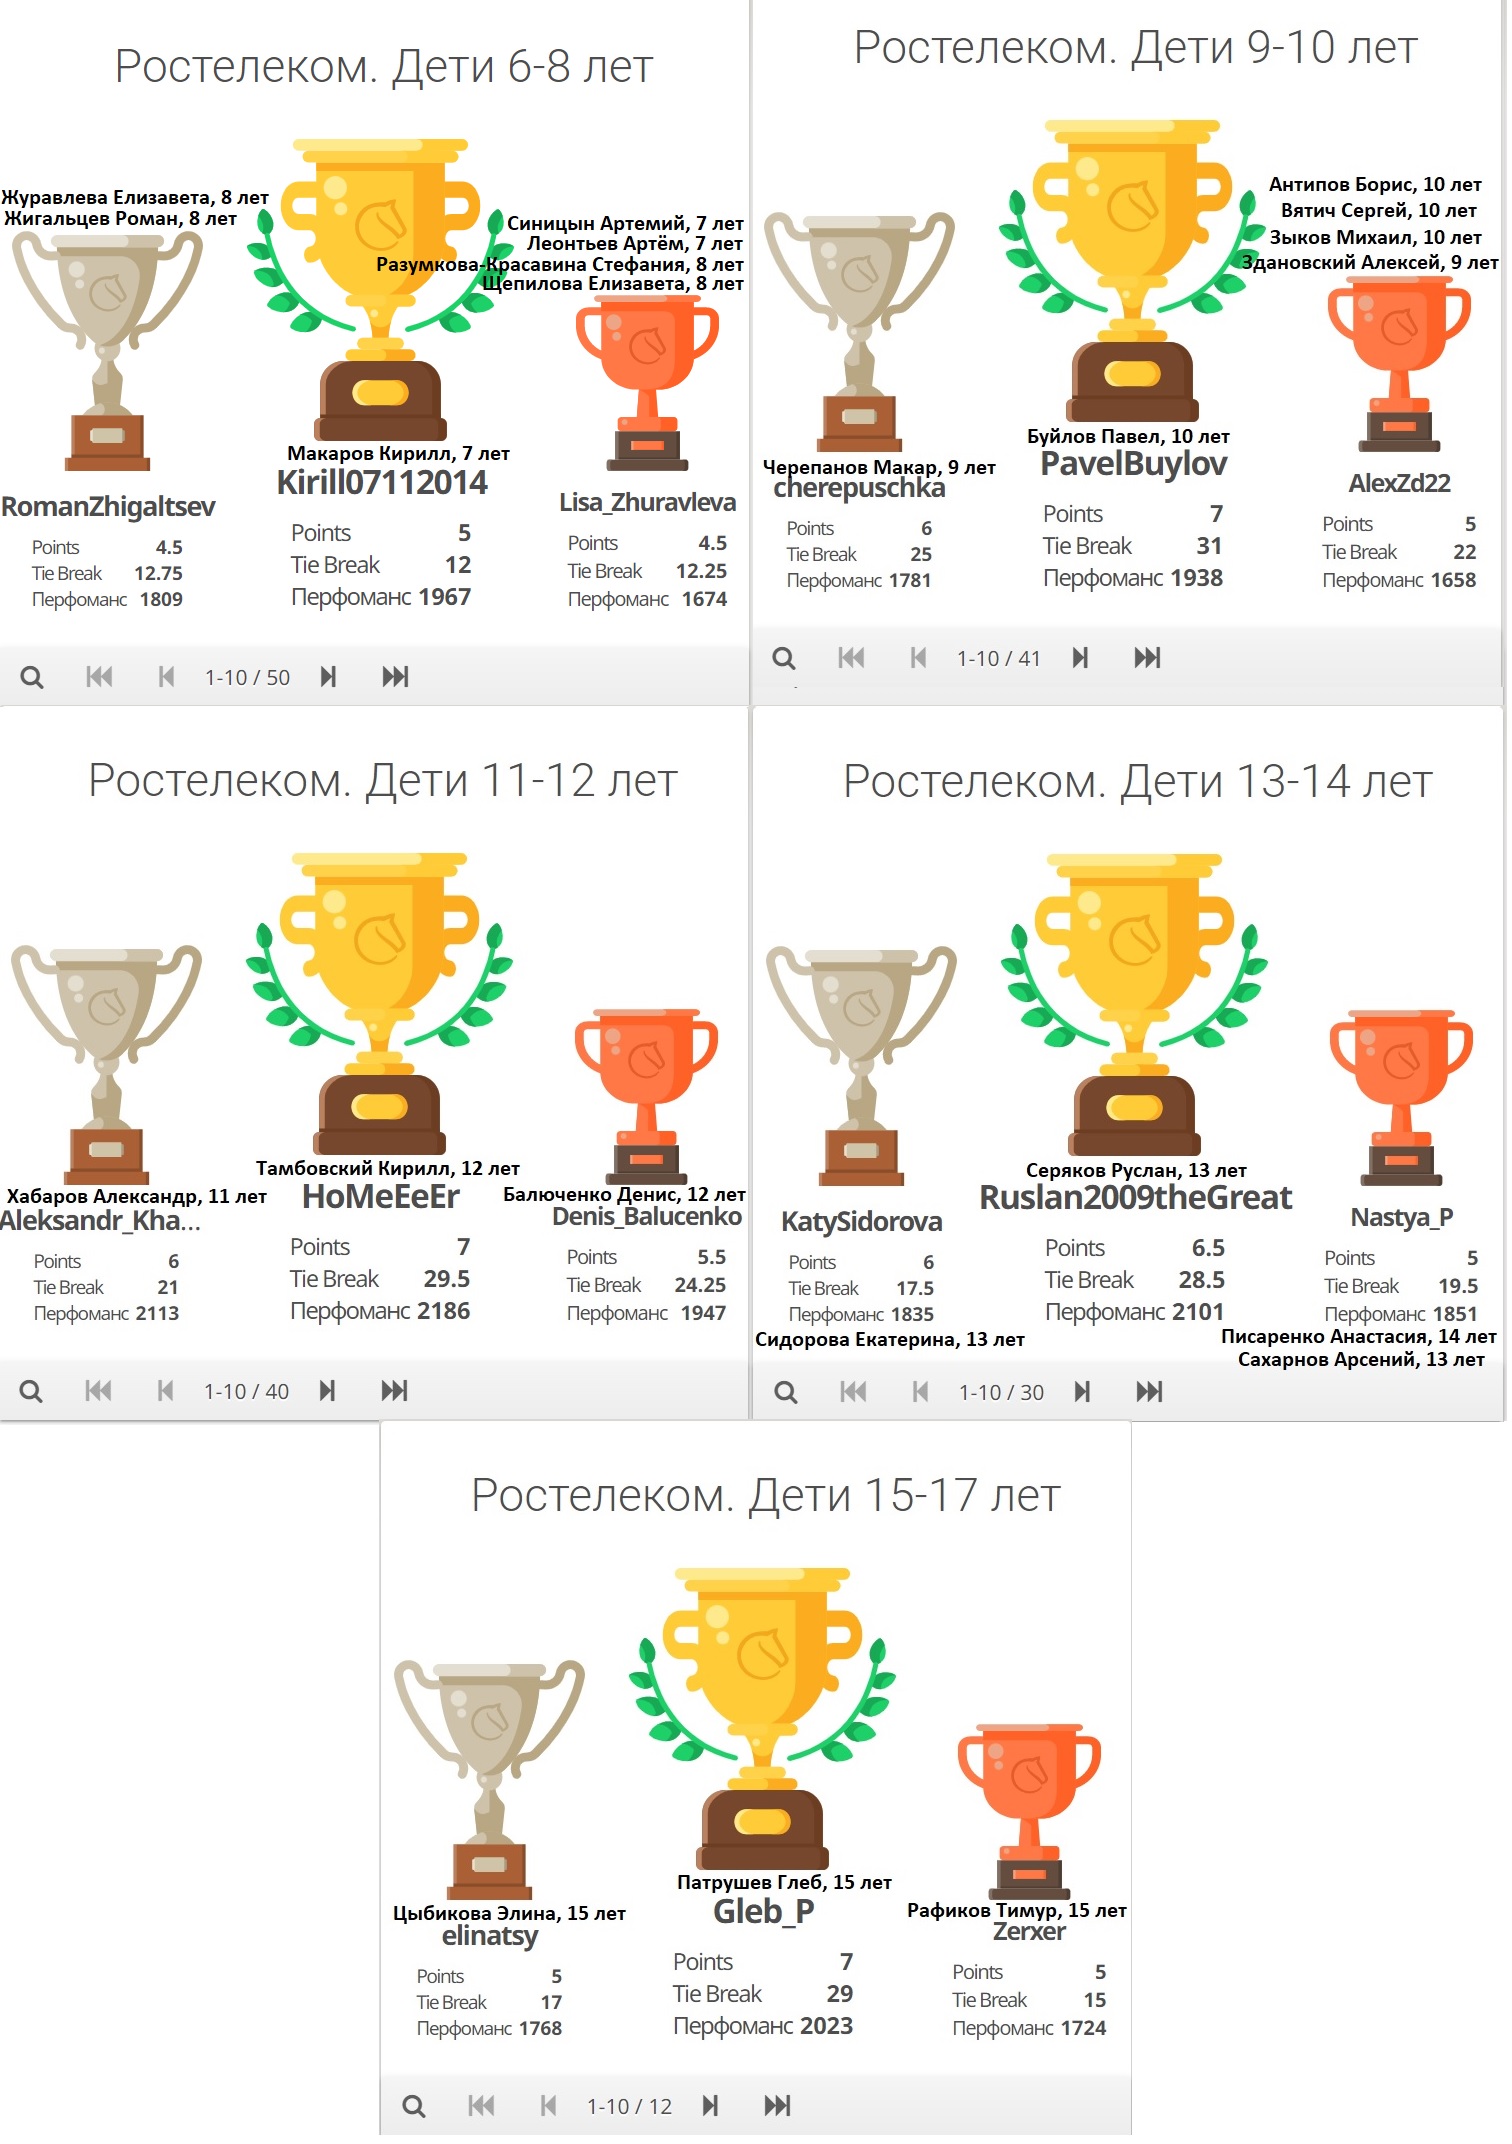 Ростелеком. Дети 6-8 лет
Журавлева Елизавета, 8 лет
Жигальцев Роман, 8 лет
Синицын Артемий, 7 лет
Леонтьев Артём, 7 лет
Разумкова-Красавина Стефания, 8 лет
Щепилова Елизавета, 8 лет
Макаров Кирилл, 7 лет
RomanZhigaltsev
Points 4.5
Tie Break 12.75
Перфоманс 1809
Kirill07112014
Points 5
Tie Break 12
Перфоманс 1967
Lisa_Zhuravleva
Points 4.5
Tie Break 12.25
Перфоманс 1674
1-10 / 50
Ростелеком. Дети 9-10 лет
Антипов Борис, 10 лет
Вятич Сергей, 10 лет
Зыков Михаил, 10 лет
Здановский Алексей, 9 лет
Черепанов Макар, 9 лет
cherepuschka
Points 6
Tie Break 25
Перфоманс 1781
Буйлов Павел, 10 лет
PavelBuylov
Points 7
Tie Break 31
Перфоманс 1938
AlexZd22
Points 5
Tie Break 22
Перфоманс 1658
1-10 / 41
Ростелеком. Дети 11-12 лет
Хабаров Александр, 11 лет
Aleksandr_Kha...
Points 6
Tie Break 21
Перфоманс 2113
Тамбовский Кирилл, 12 лет
HoMeEeEr
Points 7
Tie Break 29.5
Перфоманс 2186
Балюченко Денис, 12 лет
Denis_Balucenko
Points 5.5
Tie Break 24.25
Перфоманс 1947
1-10 / 40
Ростелеком. Дети 13-14 лет
KatySidorova
Points 6
Tie Break 17.5
Перфоманс 1835
Сидорова Екатерина, 13 лет
Серяков Руслан, 13 лет
Ruslan2009theGreat
Points 6.5
Tie Break 28.5
Перфоманс 2101
Nastya_P
Points 5
Tie Break 19.5
Перфоманс 1851
Писаренко Анастасия, 14 лет
Сахарнов Арсений, 13 лет
1-10 / 30
Ростелеком. Дети 15-17 лет
Цыбикова Элина, 15 лет
elinatsy
Points 5
Tie Break 17
Перфоманс 1768
Патрушев Глеб, 15 лет
Gleb_P
Points 7
Tie Break 29
Перфоманс 2023
Рафиков Тимур, 15 лет
Zerxer
Points 5
Tie Break 15
Перфоманс 1724
1-10 / 12